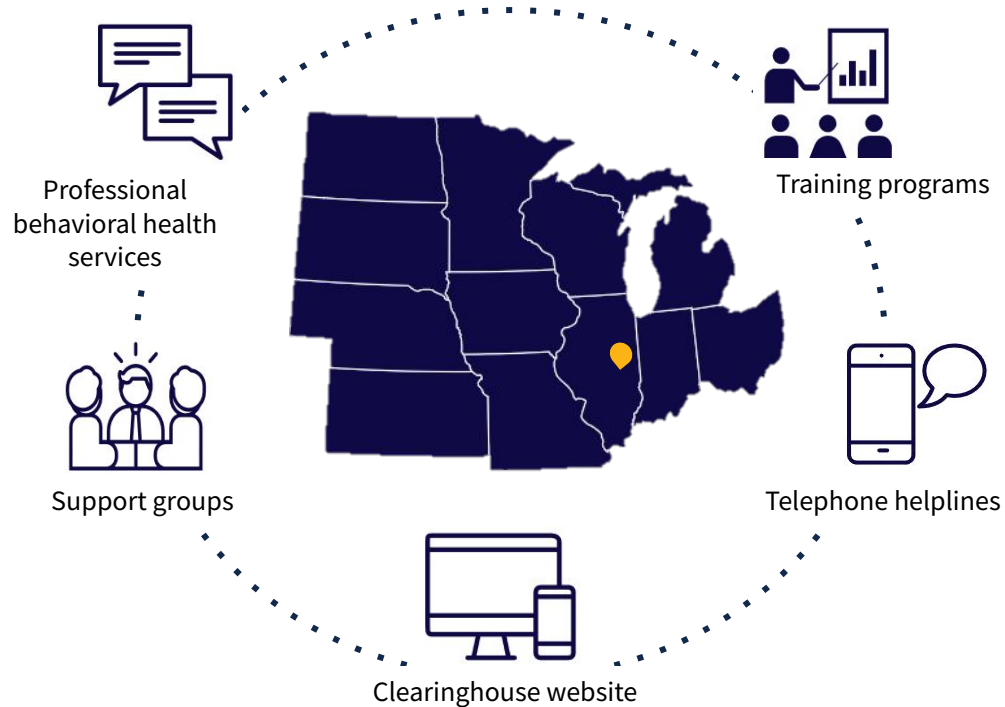 Professional
behavioral health
services
Training programs
Support groups
Telephone helplines
Clearinghouse website